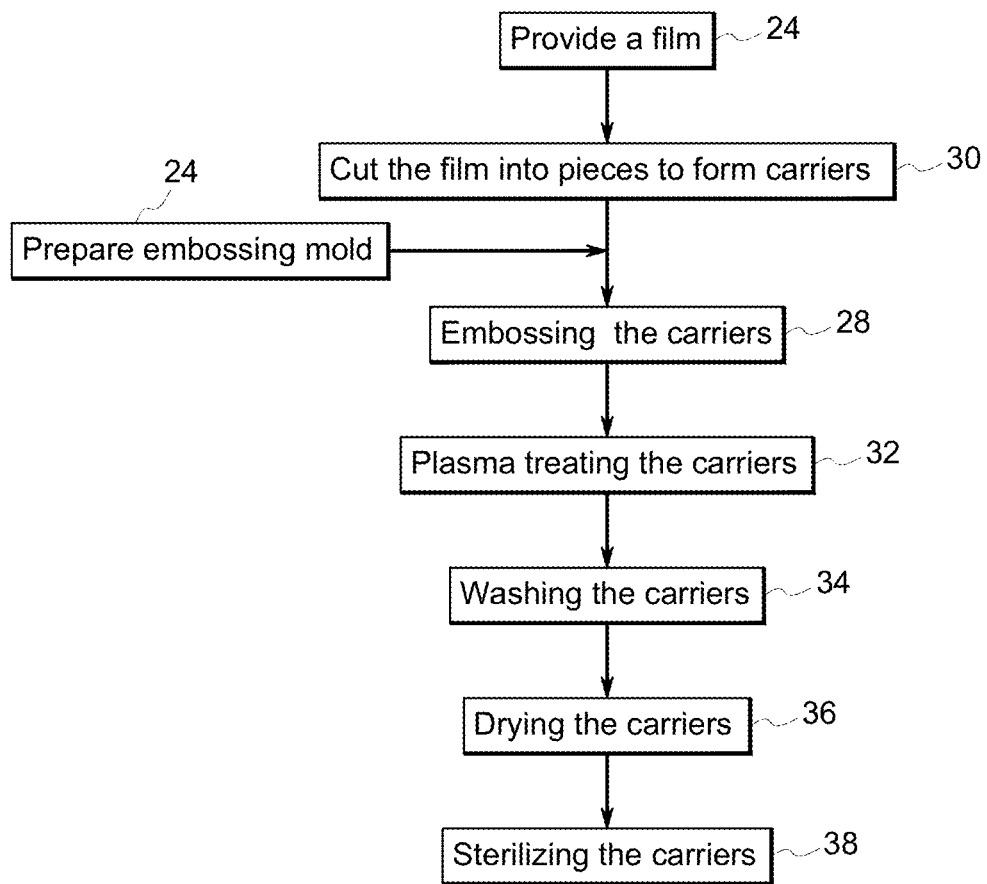 Provide a film 24
Cut the film into pieces to form carriers 30
24
Prepare embossing mold
Embossing the carriers 28
Plasma treating the carriers 32
Washing the carriers 34
Drying the carriers 36
Sterilizing the carriers 38